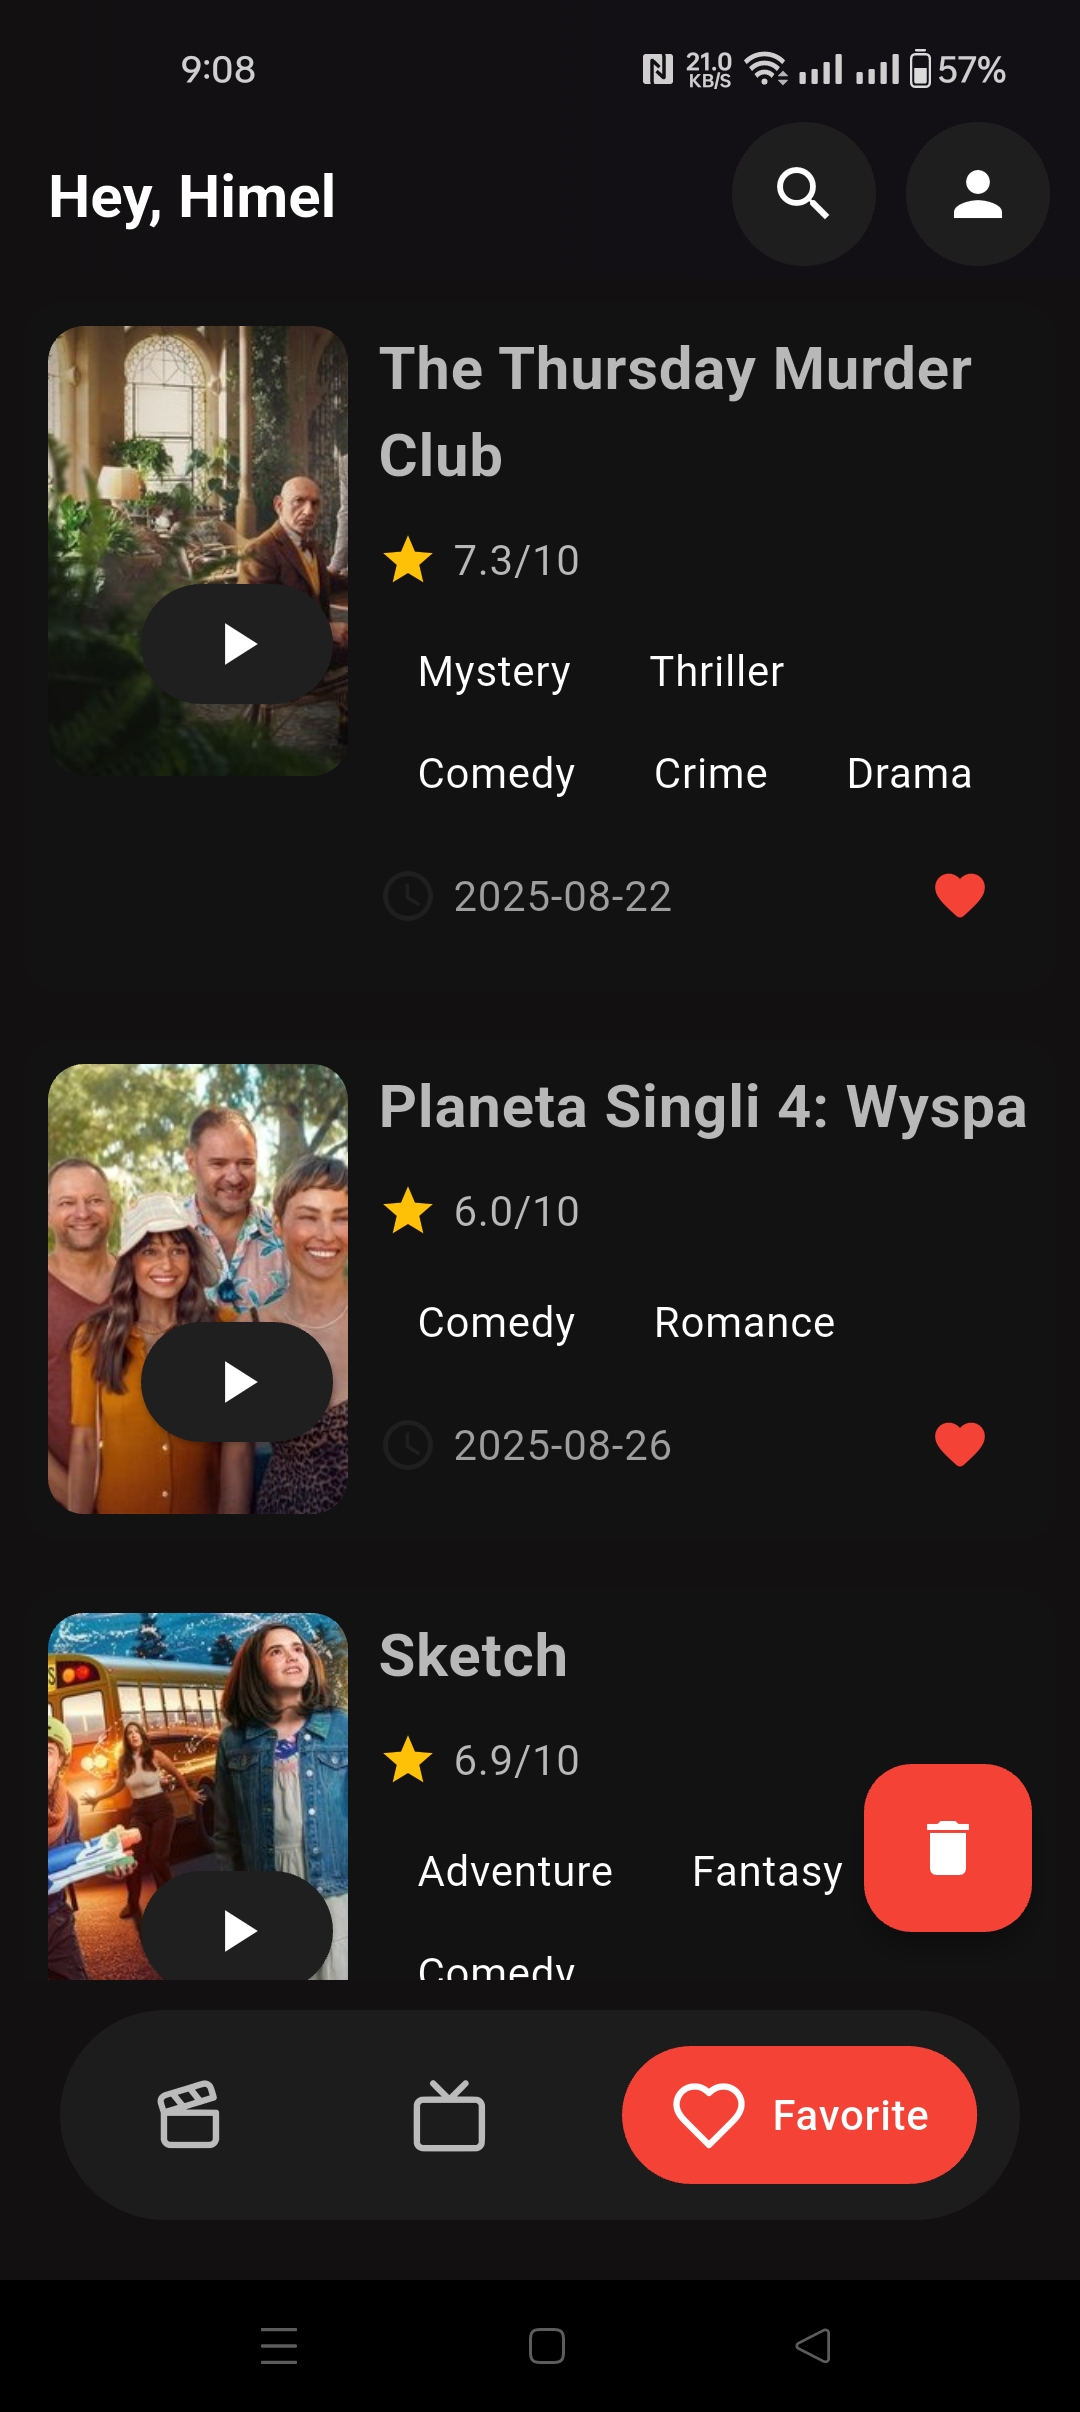 9:08 21.0 KB/S 57%
Hey, Himel
The Thursday Murder
Club
7.3/10
Mystery Thriller
Comedy Crime Drama
2025-08-22
Planeta Singli 4: Wyspa
6.0/10
Comedy Romance
2025-08-26
Sketch
6.9/10
Adventure Fantasy
Comedy
Favorite